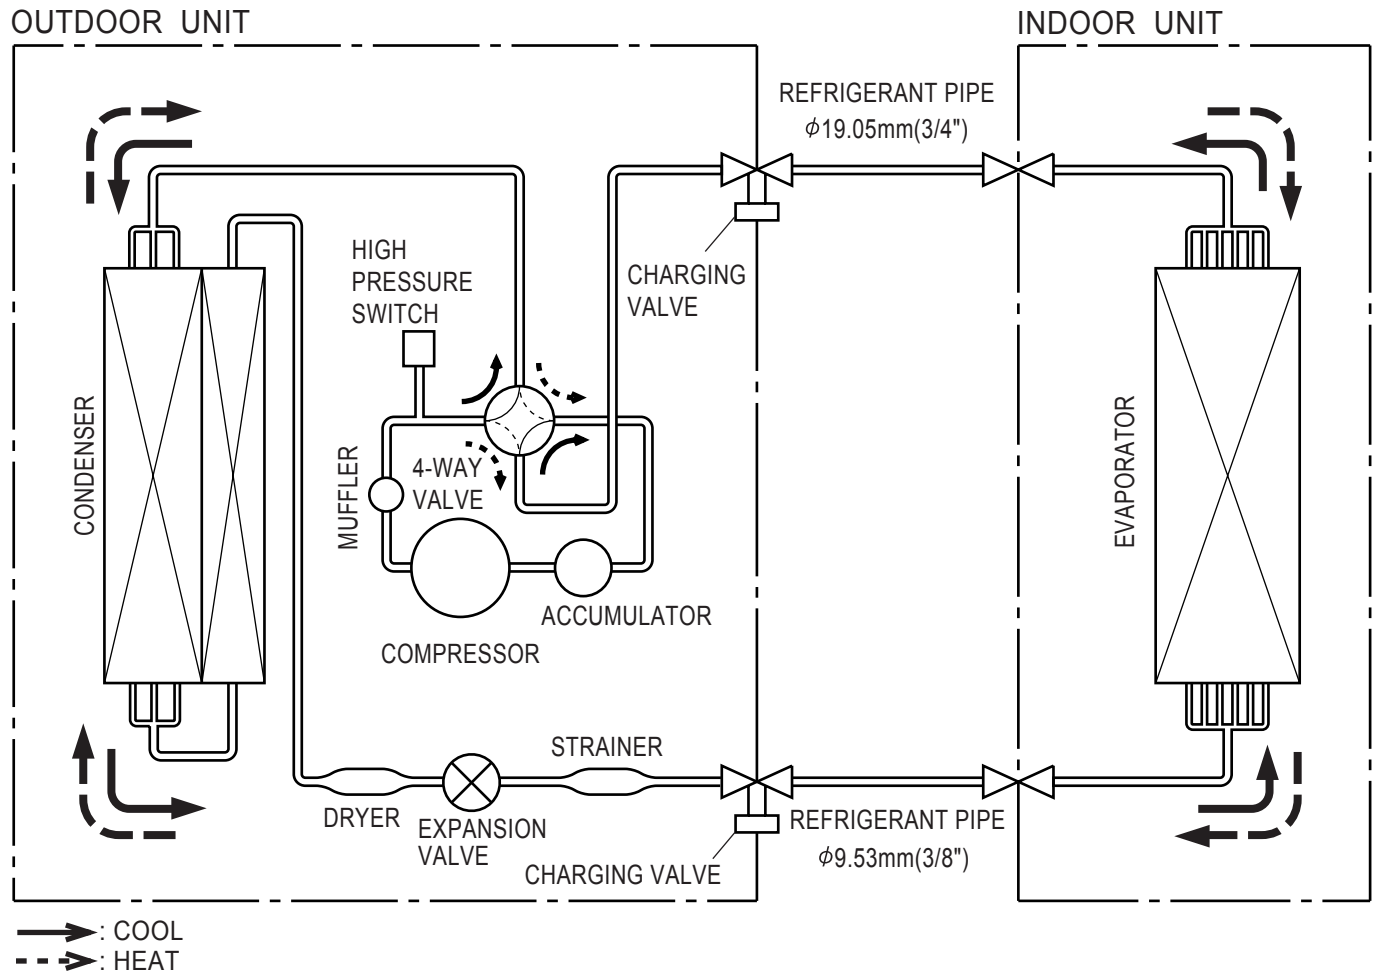 OUTDOOR UNIT
INDOOR UNIT
REFRIGERANT PIPE
ϕ19.05mm(3/4")
HIGH
PRESSURE
SWITCH
CHARGING
VALVE
CONDENSER
MUFFLER
4-WAY
VALVE
EVAPORATOR
ACCUMULATOR
COMPRESSOR
STRAINER
DRYER
EXPANSION
VALVE
REFRIGERANT PIPE
ϕ9.53mm(3/8")
CHARGING VALVE
: COOL
: HEAT